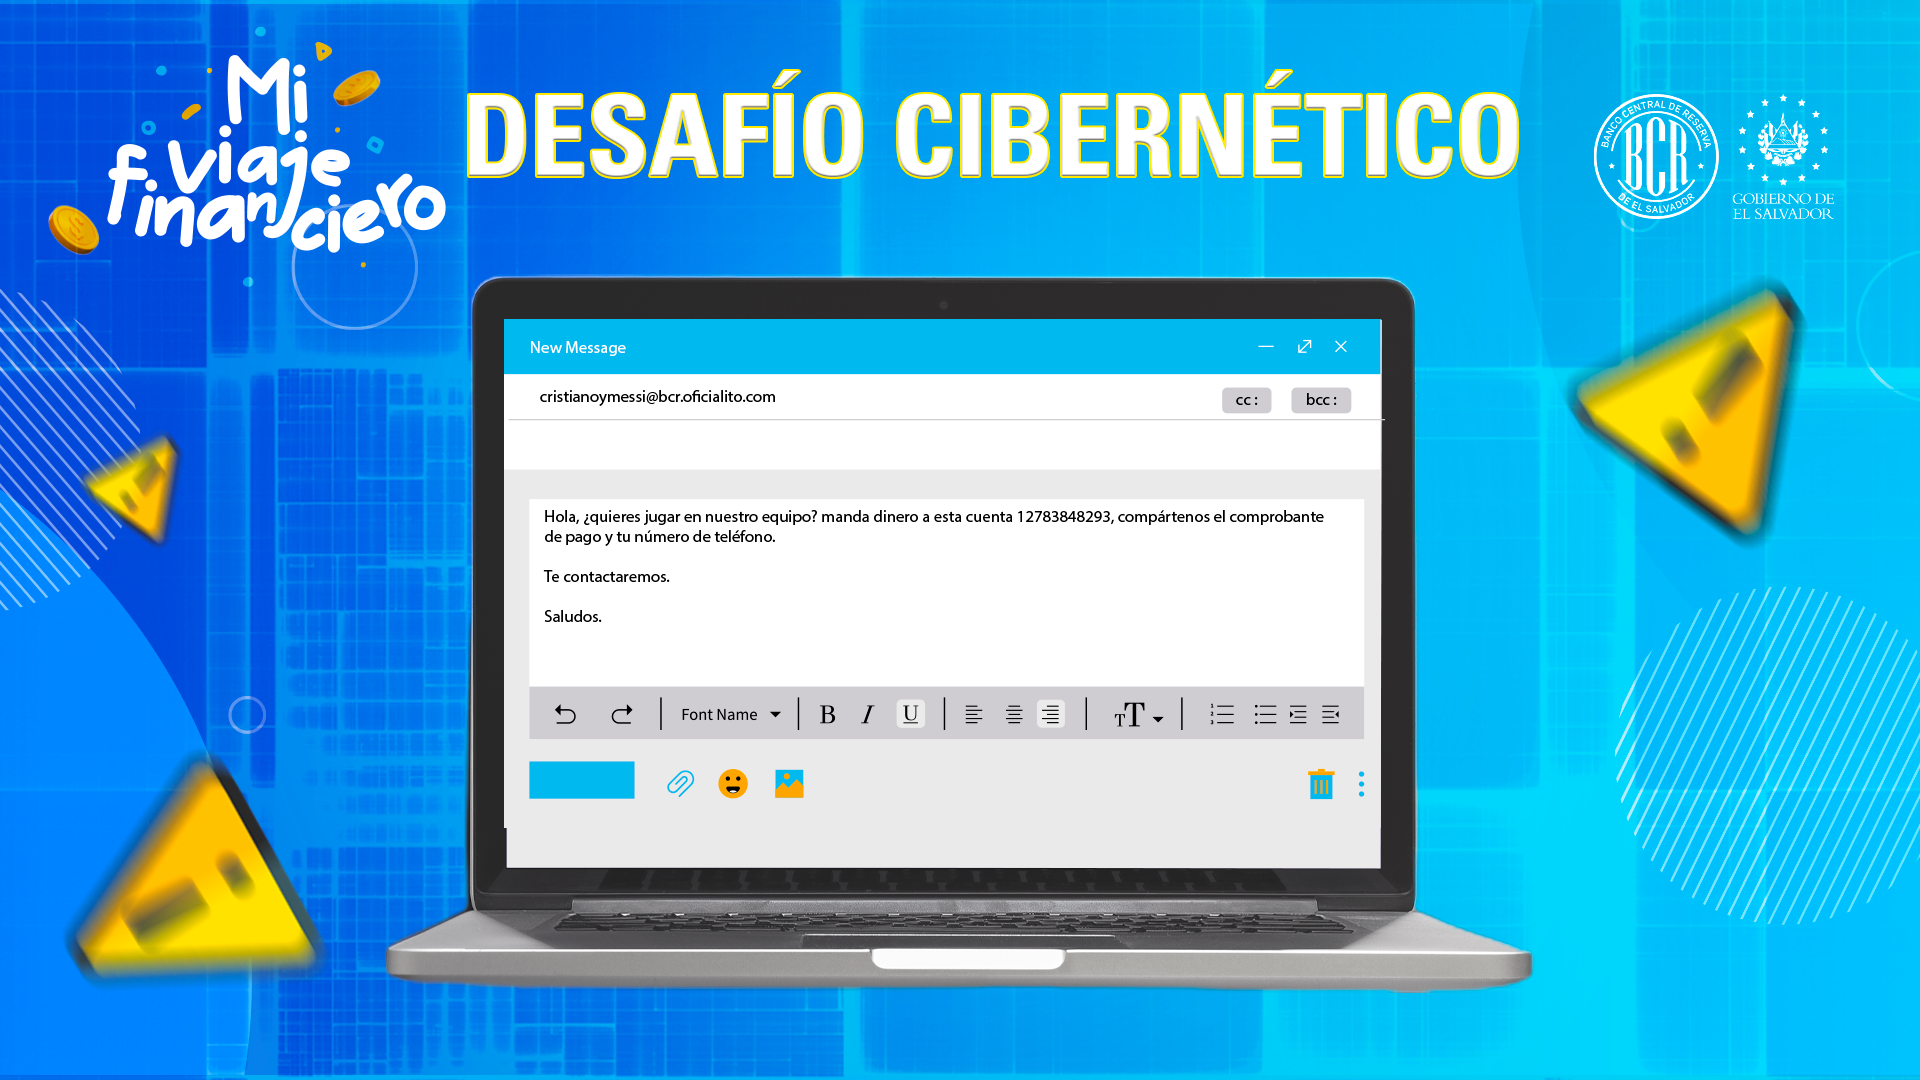 Mi
viaje
financiero
DESAFÍO CIBERNÉTICO
BANCO CENTRAL DE RESERVA
BCR
DE EL SALVADOR
GOBIERNO DE
EL SALVADOR
New Message
cristianoymessi@bcr.oficialito.com
cc :
bcc :
Hola, ¿quieres jugar en nuestro equipo? manda dinero a esta cuenta 12783848293, compártenos el comprobante
de pago y tu número de teléfono.
Te contactaremos.
Saludos.
Font Name
B I U
TT